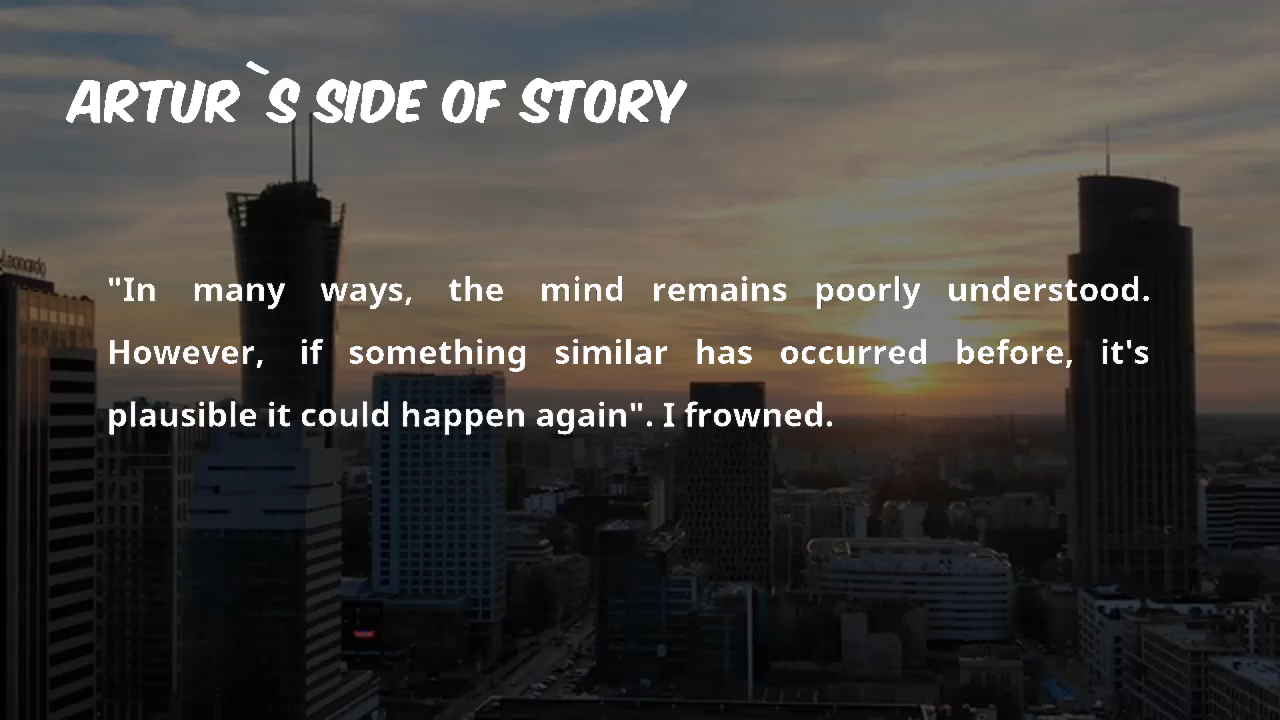 ARTUR`S SIDE OF STORY
Leonardo
"In many ways, the mind remains poorly understood.
However, if something similar has occurred before, it's
plausible it could happen again". I frowned.